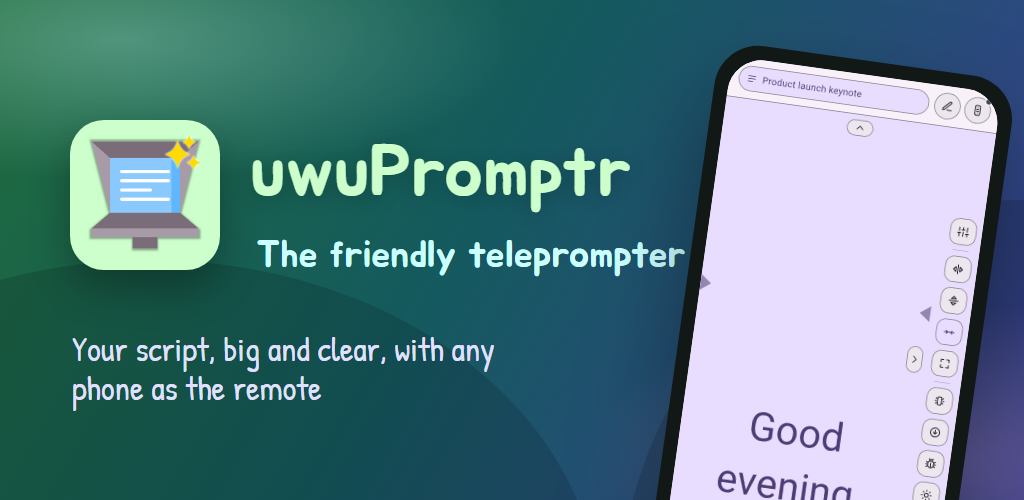 uwuPromptr
The friendly teleprompter
Your script, big and clear, with any
phone as the remote
Product launch keynote
Good
evening